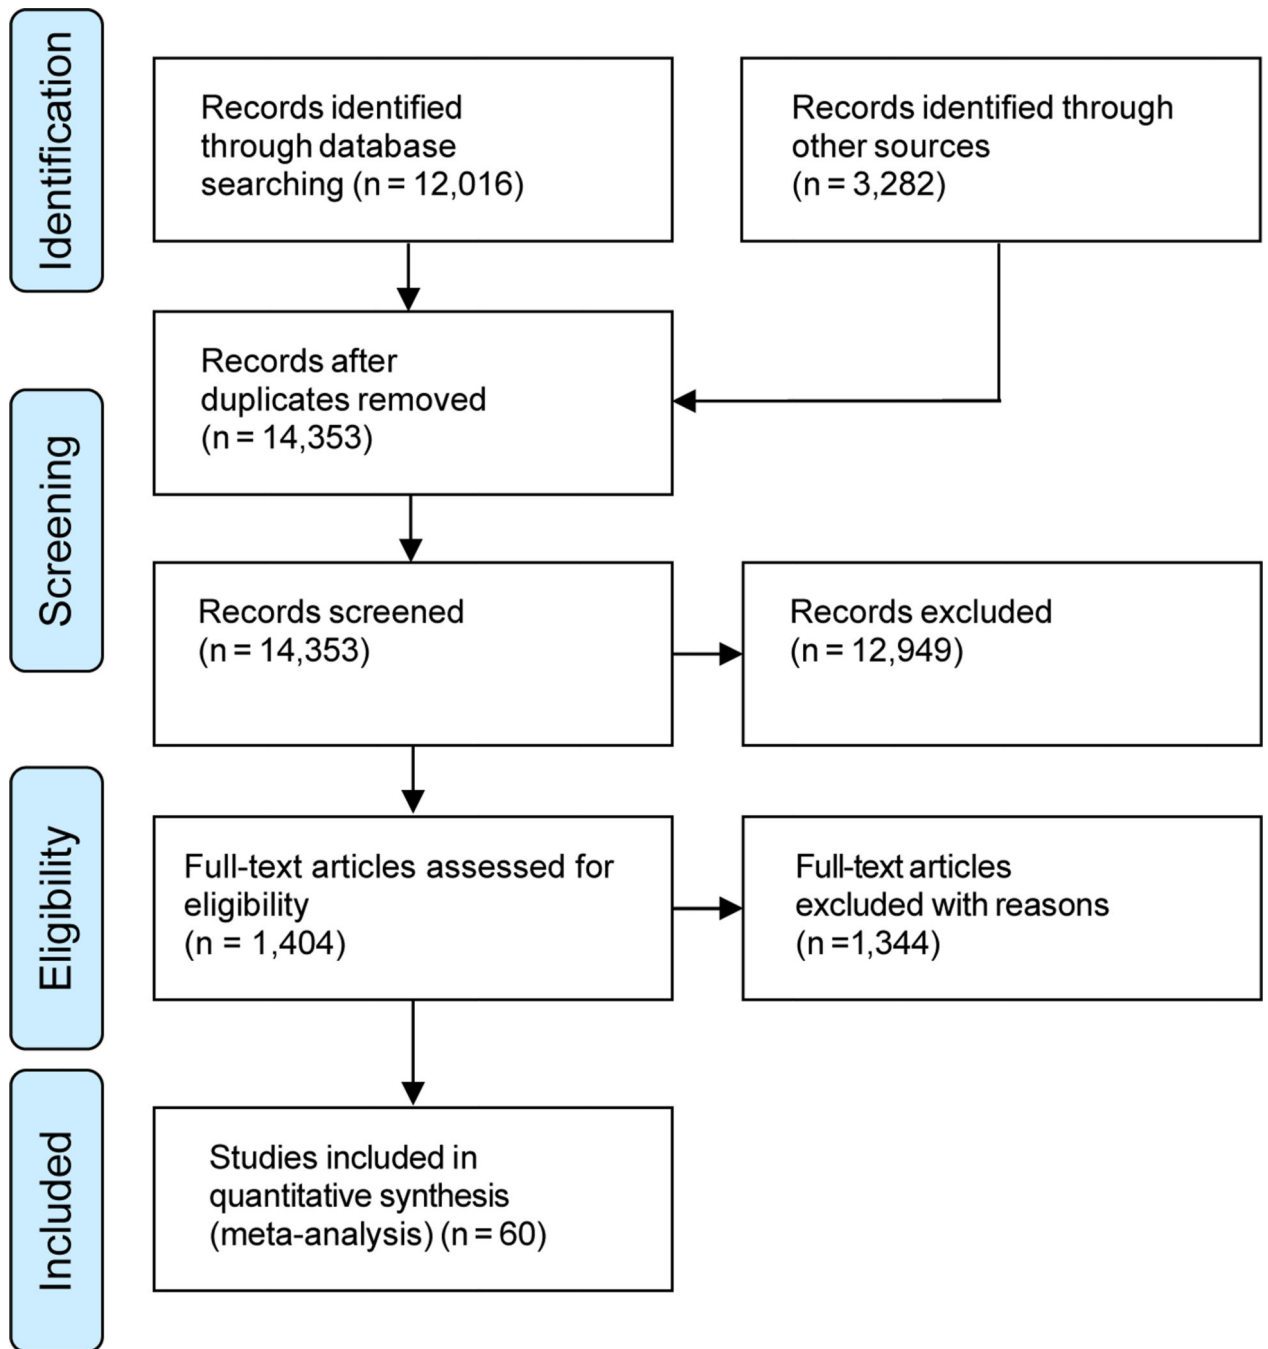 Identification
Records identified
through database
searching (n = 12,016)
Records identified through
other sources
(n = 3,282)
Screening
Records after
duplicates removed
(n = 14,353)
Records screened
(n = 14,353)
Records excluded
(n = 12,949)
Eligibility
Full-text articles assessed for
eligibility
(n = 1,404)
Full-text articles
excluded with reasons
(n =1,344)
Included
Studies included in
quantitative synthesis
(meta-analysis) (n = 60)